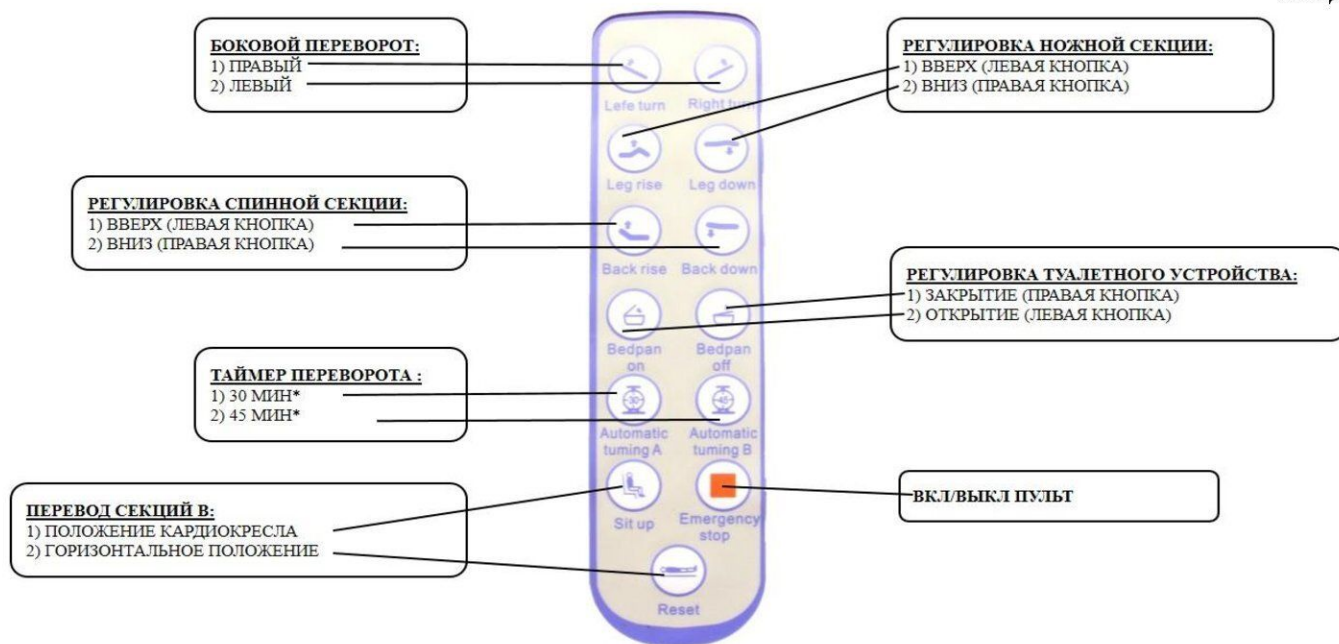 БОКОВОЙ ПЕРЕВОРОТ:
1) ПРАВЫЙ
2) ЛЕВЫЙ
РЕГУЛИРОВКА НОЖНОЙ СЕКЦИИ:
1) ВВЕРХ (ЛЕВАЯ КНОПКА)
2) ВНИЗ (ПРАВАЯ КНОПКА)
Lefe turn Right turn
Leg rise Leg down
РЕГУЛИРОВКА СПИННОЙ СЕКЦИИ:
1) ВВЕРХ (ЛЕВАЯ КНОПКА)
2) ВНИЗ (ПРАВАЯ КНОПКА)
Back rise Back down
РЕГУЛИРОВКА ТУАЛЕТНОГО УСТРОЙСТВА:
1) ЗАКРЫТИЕ (ПРАВАЯ КНОПКА)
2) ОТКРЫТИЕ (ЛЕВАЯ КНОПКА)
Bedpan Bedpan
on off
ТАЙМЕР ПЕРЕВОРОТА :
1) 30 МИН*
2) 45 МИН*
-30- -45-
Automatic Automatic
tuming A tuming B
ПЕРЕВОД СЕКЦИЙ В:
1) ПОЛОЖЕНИЕ КАРДИОКРЕСЛА
2) ГОРИЗОНТАЛЬНОЕ ПОЛОЖЕНИЕ
ВКЛ/ВЫКЛ ПУЛЬТ
Sit up Emergency
stop
Reset